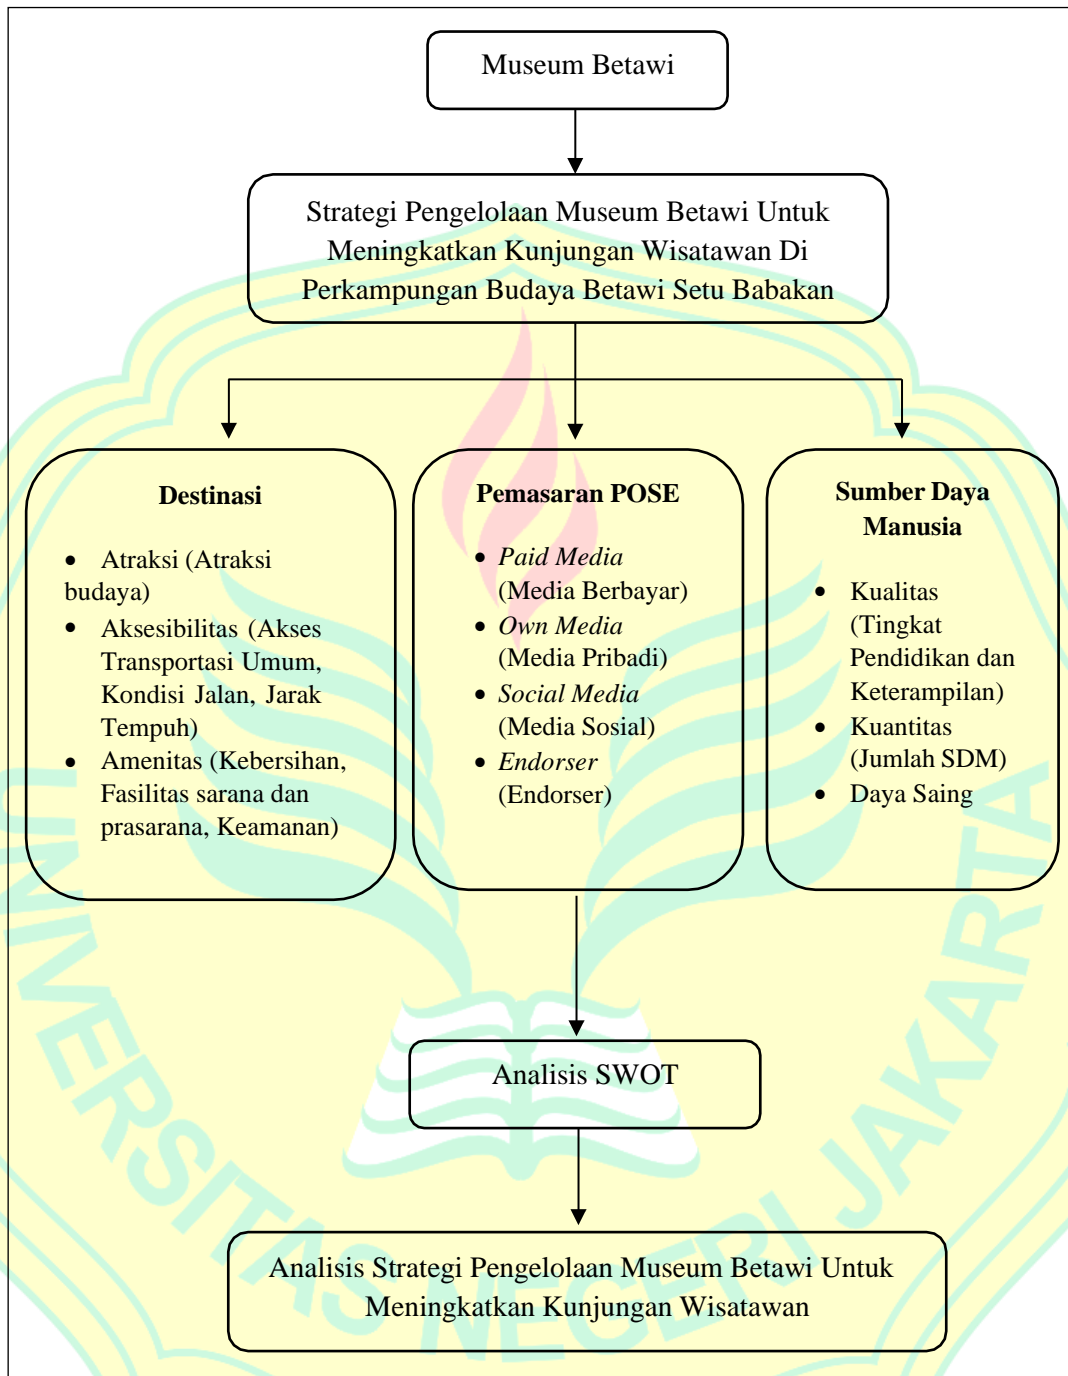 Museum Betawi
Strategi Pengelolaan Museum Betawi Untuk
Meningkatkan Kunjungan Wisatawan Di
Perkampungan Budaya Betawi Setu Babakan
Destinasi
• Atraksi (Atraksi
budaya)
• Aksesibilitas (Akses
Transportasi Umum,
Kondisi Jalan, Jarak
Tempuh)
• Amenitas (Kebersihan,
Fasilitas sarana dan
prasarana, Keamanan)
Pemasaran POSE
• Paid Media
(Media Berbayar)
• Own Media
(Media Pribadi)
• Social Media
(Media Sosial)
• Endorser
(Endorser)
Sumber Daya
Manusia
• Kualitas
(Tingkat
Pendidikan dan
Keterampilan)
• Kuantitas
(Jumlah SDM)
• Daya Saing
Analisis SWOT
Analisis Strategi Pengelolaan Museum Betawi Untuk
Meningkatkan Kunjungan Wisatawan
UNIVERSITAS NEGERI JAKARTA